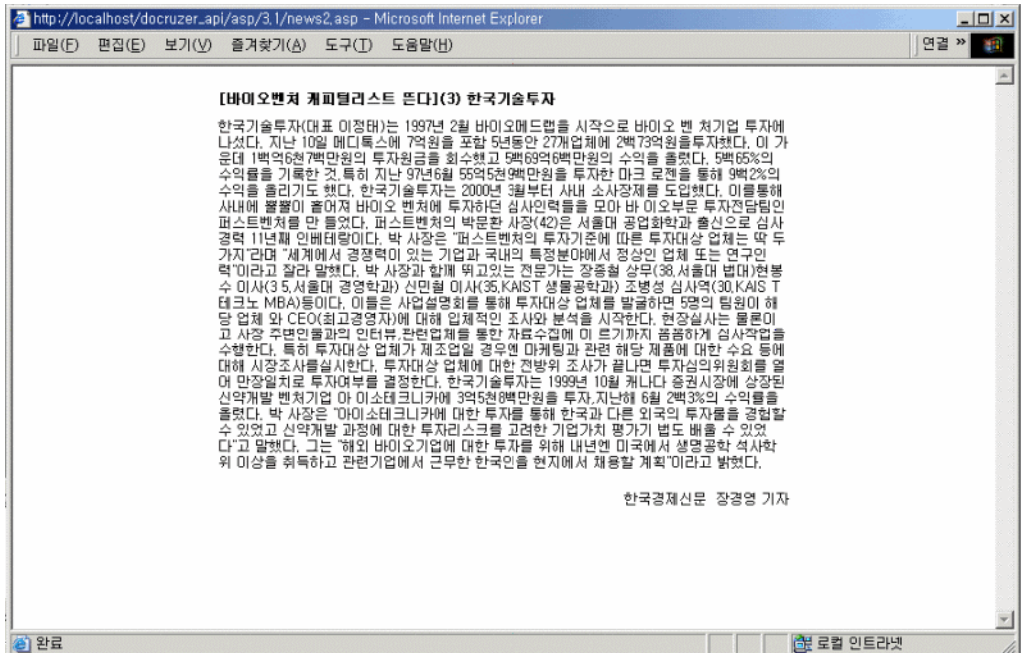 http://localhost/docruzer_api/asp/3.1/news2.asp - Microsoft Internet Explorer
파일(F) 편집(E) 보기(V) 즐겨찾기(A) 도구(T) 도움말(H) 연결 »
[바이오벤처 캐피털리스트 뜬다](3) 한국기술투자
한국기술투자(대표 이정태)는 1997년 2월 바이오메드랩을 시작으로 바이오 벤 처기업 투자에
나섰다. 지난 10일 메디톡스에 7억원을 포함 5년동안 27개업체에 2백73억원을투자했다. 이 가
운데 1백억6천7백만원의 투자원금을 회수했고 5백69억6백만원의 수익을 올렸다. 5백65%의
수익률을 기록한 것.특히 지난 97년6월 55억5천9백만원을 투자한 마크 로젠을 통해 9백2%의
수익을 올리기도 했다. 한국기술투자는 2000년 3월부터 사내 소사장제를 도입했다. 이를통해
사내에 뿔뿔이 흩어져 바이오 벤처에 투자하던 심사인력들을 모아 바 이오부문 투자전담팀인
퍼스트벤처를 만 들었다. 퍼스트벤처의 박문환 사장(42)은 서울대 공업화학과 출신으로 심사
경력 11년째 인베테랑이다. 박 사장은 "퍼스트벤처의 투자기준에 따른 투자대상 업체는 딱 두
가지"라며 "세계에서 경쟁력이 있는 기업과 국내의 특정분야에서 정상인 업체 또는 연구인
력"이라고 잘라 말했다. 박 사장과 함께 뛰고있는 전문가는 장중철 상무(38.서울대 법대)현봉
수 이사(3 5.서울대 경영학과) 신민철 이사(35.KAIST 생물공학과) 조병성 심사역(30.KAIS T
테크노 MBA)등이다. 이들은 사업설명회를 통해 투자대상 업체를 발굴하면 5명의 팀원이 해
당 업체 와 CEO(최고경영자)에 대해 입체적인 조사와 분석을 시작한다. 현장실사는 물론이
고 사장 주변인물과의 인터뷰.관련업체를 통한 자료수집에 이 르기까지 꼼꼼하게 심사작업을
수행한다. 특히 투자대상 업체가 제조업일 경우엔 마케팅과 관련 해당 제품에 대한 수요 등에
대해 시장조사를실시한다. 투자대상 업체에 대한 전방위 조사가 끝나면 투자심의위원회를 열
어 만장일치로 투자여부를 결정한다. 한국기술투자는 1999년 10월 캐나다 증권시장에 상장된
신약개발 벤처기업 아 이소테크니카에 3억5천8백만원을 투자.지난해 6월 2백3%의 수익률을
올렸다. 박 사장은 "아이소테크니카에 대한 투자를 통해 한국과 다른 외국의 투자룰을 경험할
수 있었고 신약개발 과정에 대한 투자리스크를 고려한 기업가치 평가기 법도 배울 수 있었
다"고 말했다. 그는 "해외 바이오기업에 대한 투자를 위해 내년엔 미국에서 생명공학 석사학
위 이상을 취득하고 관련기업에서 근무한 한국인을 현지에서 채용할 계획"이라고 밝혔다.
한국경제신문 장경영 기자
완료 로컬 인트라넷